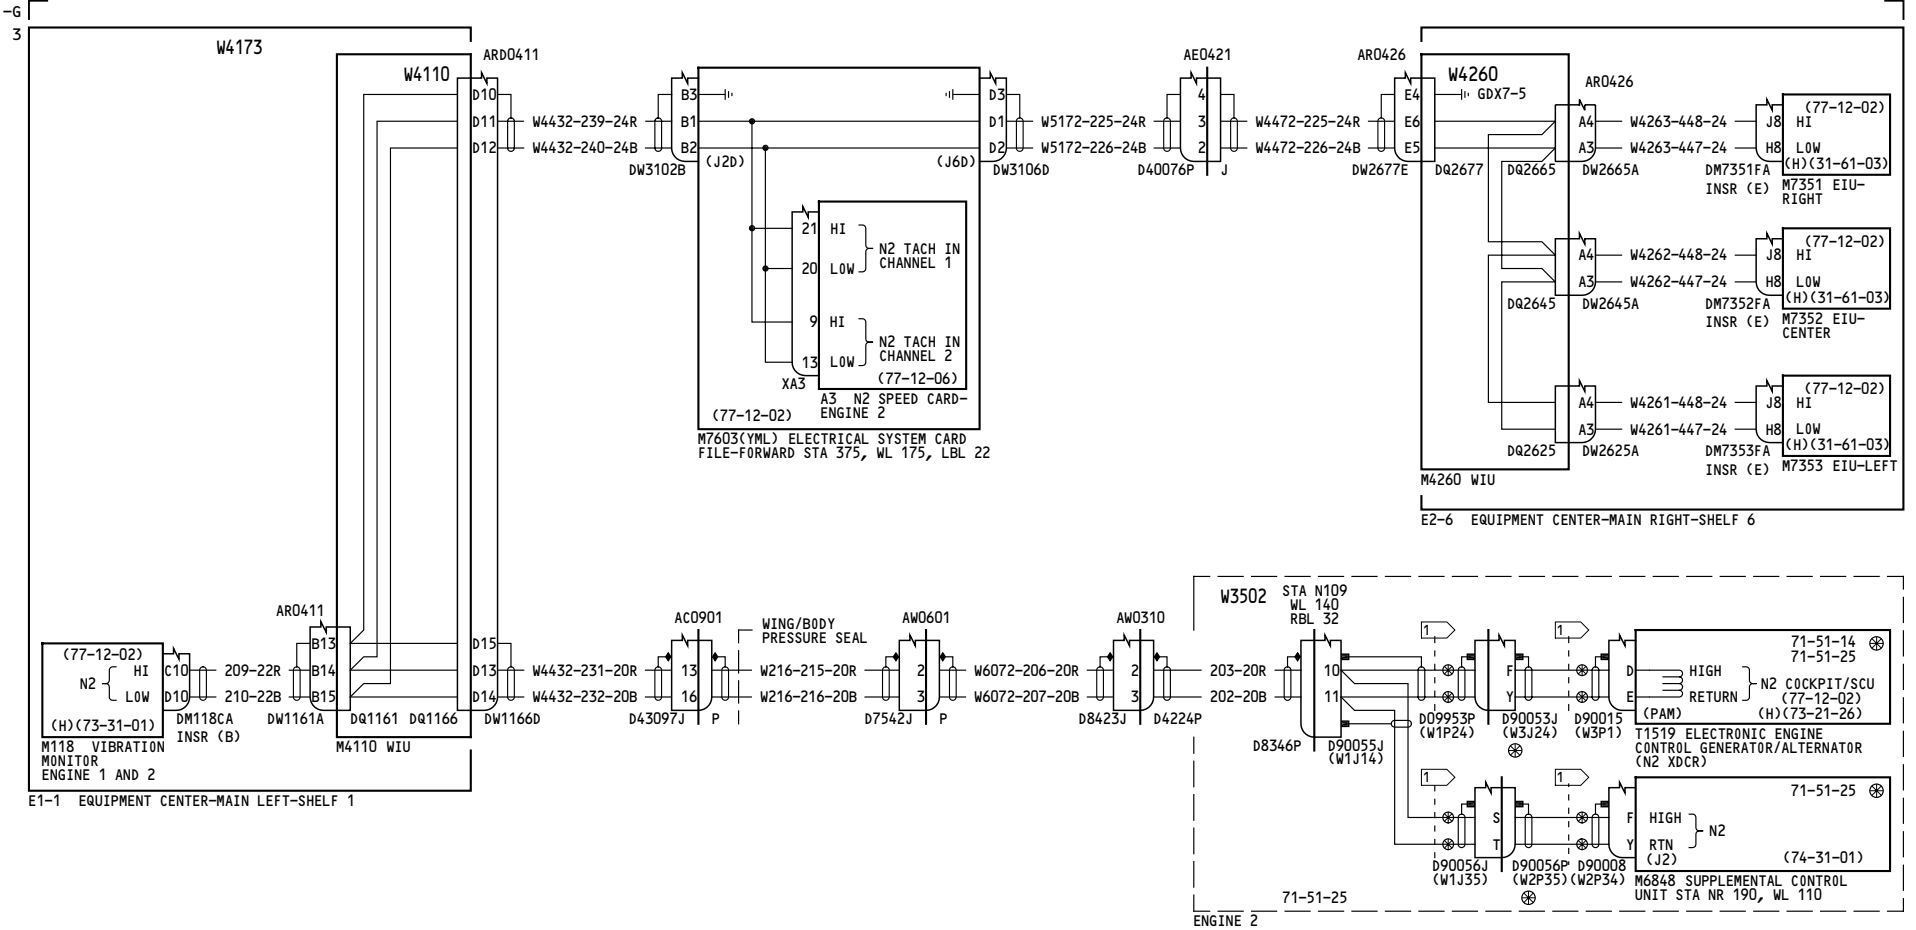 -G
3
W4173
W4110
ARD0411
D10
D11
D12
W4432-239-24R
W4432-240-24B
B3
B1
B2
DW3102B
(J2D)
(J6D)
D3
D1
D2
DW3106D
W5172-225-24R
W5172-226-24B
AE0421
4
3
2
D40076P
J
W4472-225-24R
W4472-226-24B
AR0426
E4
E6
E5
DW2677E
DQ2677
W4260
GDX7-5
AR0426
A4
A3
DQ2665
DW2665A
W4263-448-24
W4263-447-24
J8
H8
DM7351FA
INSR (E)
(77-12-02)
HI
LOW
(H)(31-61-03)
M7351 EIU-
RIGHT
A4
A3
DQ2645
DW2645A
W4262-448-24
W4262-447-24
J8
H8
DM7352FA
INSR (E)
(77-12-02)
HI
LOW
(H)(31-61-03)
M7352 EIU-
CENTER
A4
A3
DQ2625
DW2625A
W4261-448-24
W4261-447-24
J8
H8
DM7353FA
INSR (E)
(77-12-02)
HI
LOW
(H)(31-61-03)
M7353 EIU-LEFT
M4260 WIU
E2-6 EQUIPMENT CENTER-MAIN RIGHT-SHELF 6
21 HI
20 LOW
N2 TACH IN
CHANNEL 1
9 HI
13 LOW
N2 TACH IN
CHANNEL 2
XA3
(77-12-06)
A3 N2 SPEED CARD-
ENGINE 2
(77-12-02)
M7603(YML) ELECTRICAL SYSTEM CARD
FILE-FORWARD STA 375, WL 175, LBL 22
(77-12-02)
HI
N2
LOW
(H)(73-31-01)
M118 VIBRATION
MONITOR
ENGINE 1 AND 2
C10
D10
DM118CA
INSR (B)
209-22R
210-22B
AR0411
B13
B14
B15
DW1161A
DQ1161
DQ1166
M4110 WIU
E1-1 EQUIPMENT CENTER-MAIN LEFT-SHELF 1
D15
D13
D14
DW1166D
W4432-231-20R
W4432-232-20B
AC0901
13
16
D43097J
P
WING/BODY
PRESSURE SEAL
W216-215-20R
W216-216-20B
AW0601
2
3
D7542J
P
W6072-206-20R
W6072-207-20B
AW0310
2
3
D8423J
D4224P
203-20R
202-20B
W3502
STA N109
WL 140
RBL 32
10
11
D8346P
D90055J
(W1J14)
1
F
Y
D09953P
(W1P24)
D90053J
(W3J24)
1
D
E
D90015
(W3P1)
71-51-14
71-51-25
HIGH
RETURN
N2 COCKPIT/SCU
(77-12-02)
(H)(73-21-26)
(PAM)
T1519 ELECTRONIC ENGINE
CONTROL GENERATOR/ALTERNATOR
(N2 XDCR)
1
S
T
D90056J
(W1J35)
D90056P
(W2P35)
1
F
Y
D90008
(W2P34)
71-51-25
HIGH
RTN
N2
(J2)
(74-31-01)
M6848 SUPPLEMENTAL CONTROL
UNIT STA NR 190, WL 110
71-51-25
ENGINE 2